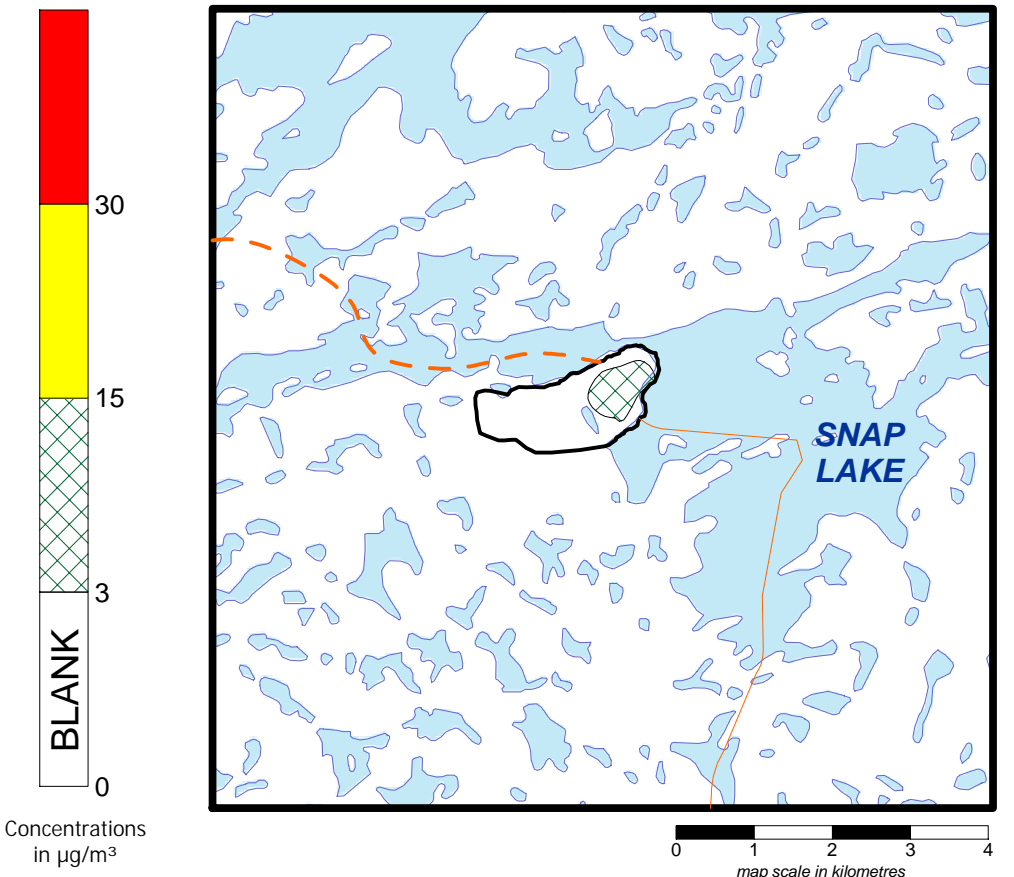 30
15
3
BLANK
0
Concentrations
in µg/m³
SNAP
LAKE
0 1 2 3 4
map scale in kilometres